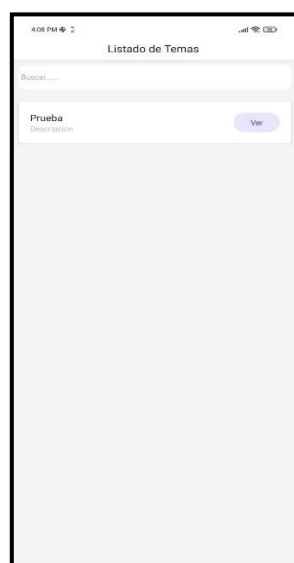 4:08 PM
Listado de Temas
Buscar......
Prueba
Descripción
Ver